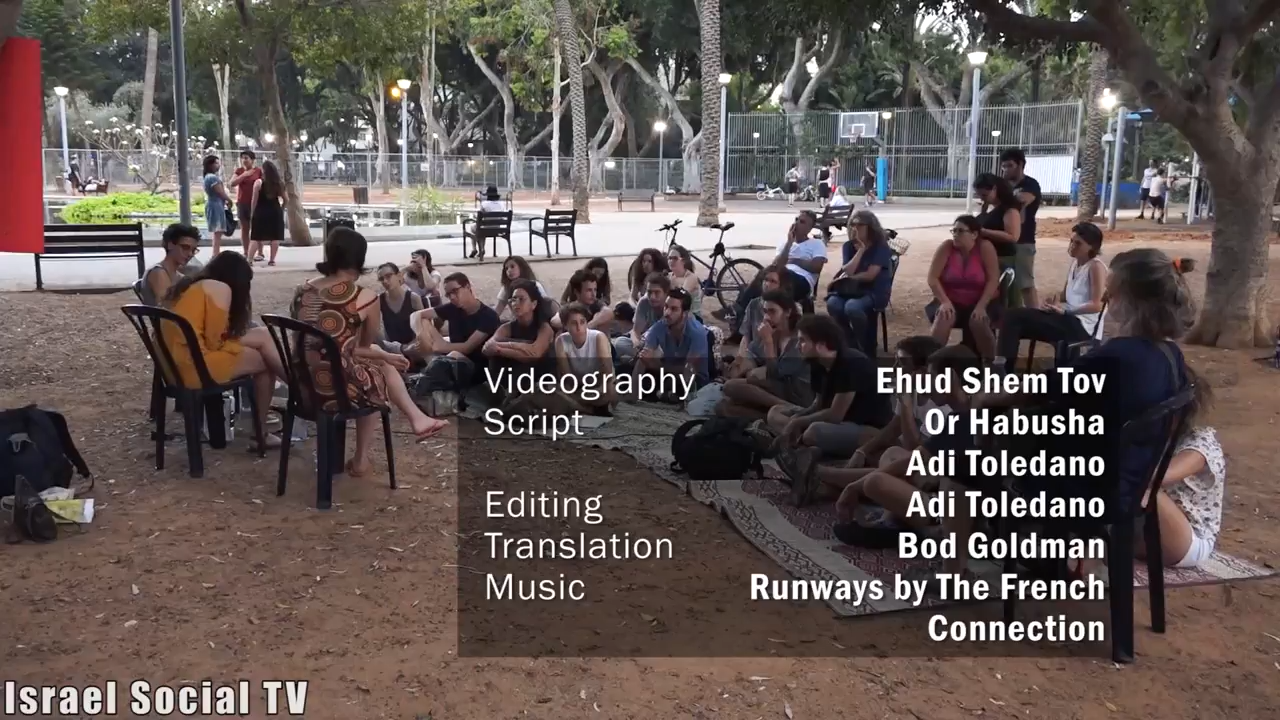 Videography Ehud Shem Tov
Script Or Habusha
Adi Toledano
Editing Adi Toledano
Translation Bod Goldman
Music Runways by The French
Connection
Israel Social TV